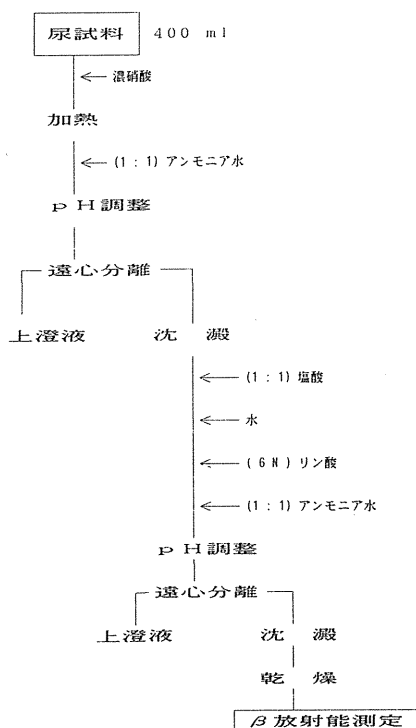 尿試料 400 ml
濃硝酸
加熱
(1:1) アンモニア水
pH調整
遠心分離
上澄液 沈澱
(1:1) 塩酸
水
(6N) リン酸
(1:1) アンモニア水
pH調整
遠心分離
上澄液 沈澱
乾燥
β放射能測定